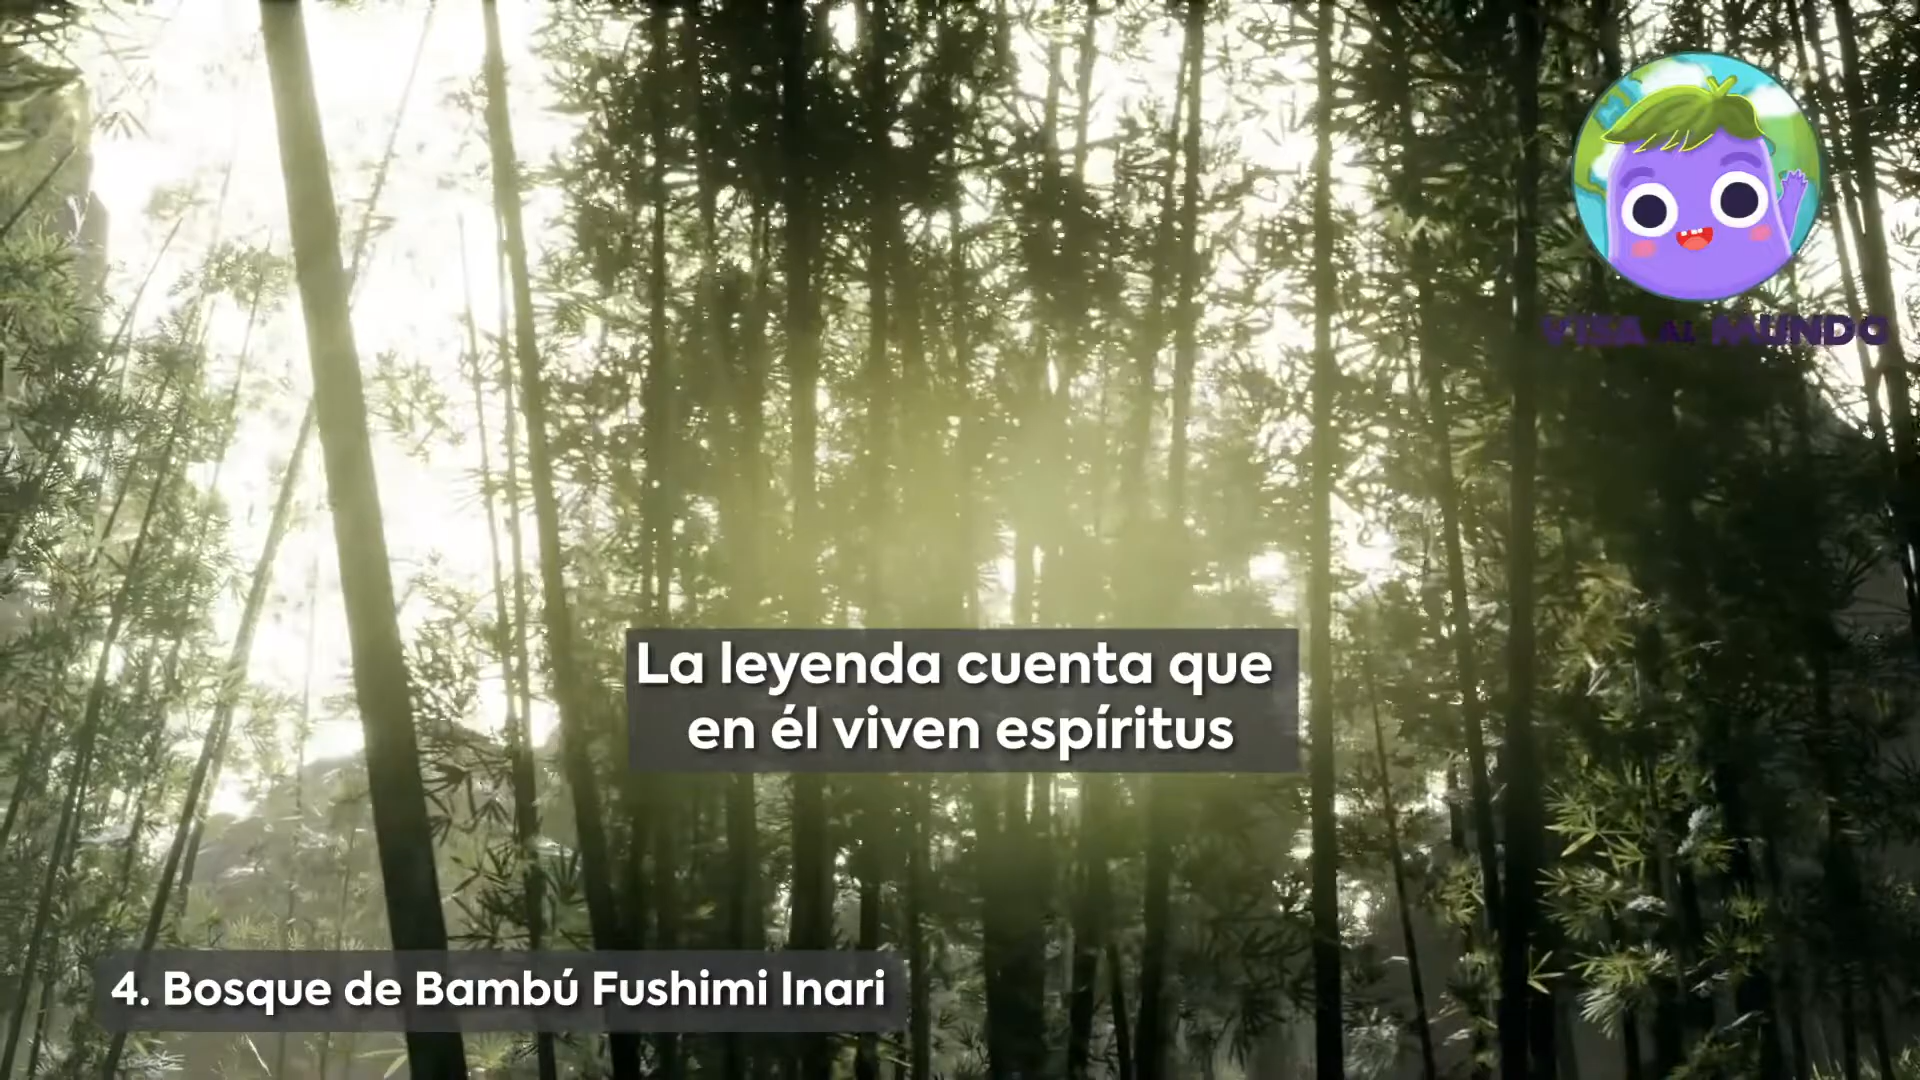 VISA AL MUNDO
La leyenda cuenta que
en él viven espíritus
4. Bosque de Bambú Fushimi Inari